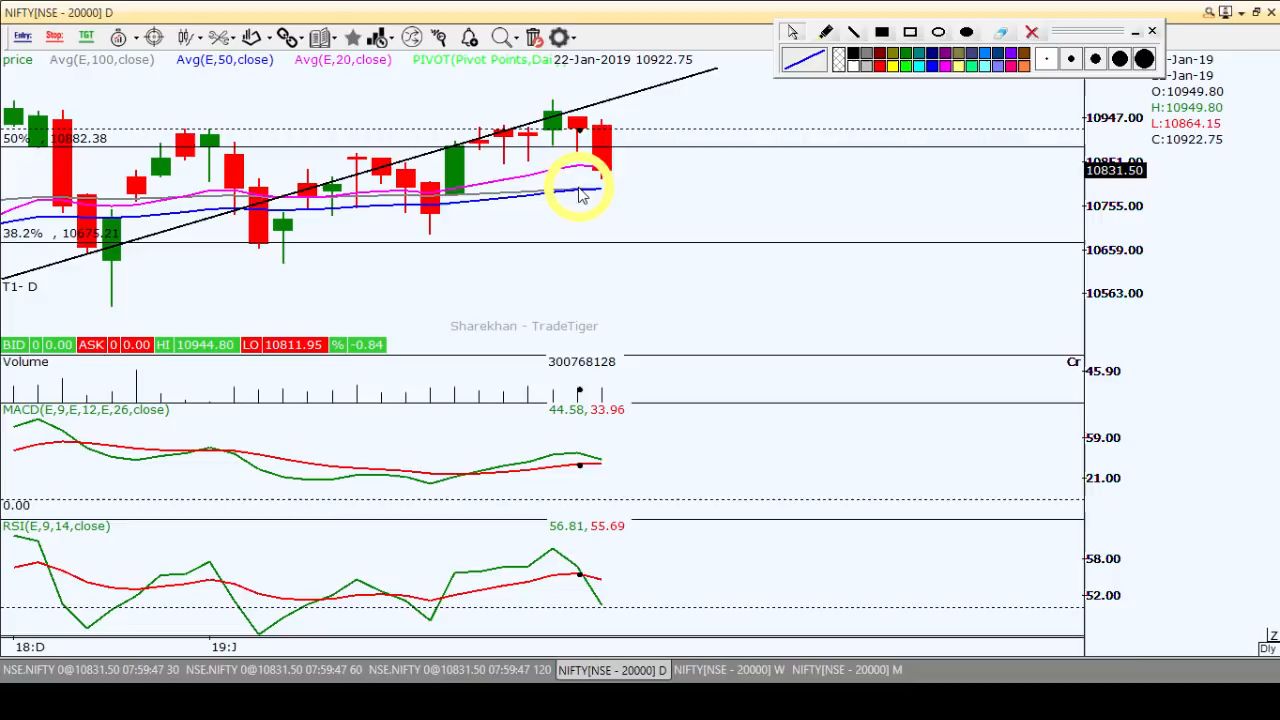 NIFTY[NSE - 20000] D
Entry: Stop: TGT
price Avg(E,100,close) Avg(E,50,close) Avg(E,20,close) PIVOT(Pivot Points,Dai 22-Jan-2019 10922.75
-Jan-19
-Jan-19
O:10949.80
H:10949.80
L:10864.15
C:10922.75
10947.00
50% , 10882.38
10851.00
10831.50
10755.00
38.2% , 10675.21
10659.00
T1- D
10563.00
Sharekhan - TradeTiger
BID 0 0.00 ASK 0 0.00 HI 10944.80 LO 10811.95 % -0.84
Volume 300768128 Cr
45.90
MACD(E,9,E,12,E,26,close) 44.58, 33.96
59.00
21.00
0.00
RSI(E,9,14,close) 56.81, 55.69
58.00
52.00
18:D 19:J
Z
Dly
NSE.NIFTY 0@10831.50 07:59:47 30 NSE.NIFTY 0@10831.50 07:59:47 60 NSE.NIFTY 0@10831.50 07:59:47 120 NIFTY[NSE - 20000] D NIFTY[NSE - 20000] W NIFTY[NSE - 20000] M